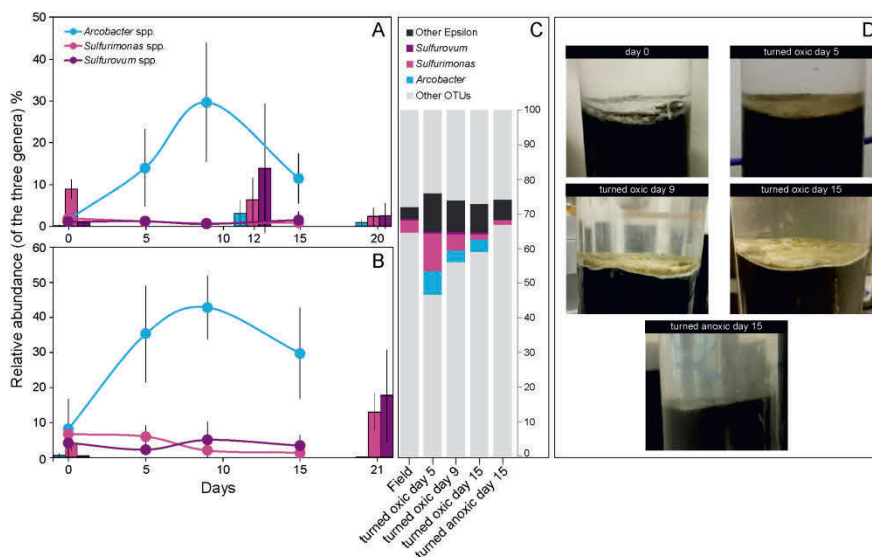 A
Arcobacter spp.
Sulfurimonas spp.
Sulfurovum spp.
50
40
30
20
10
0
0
5
10
12
15
20
B
60
50
40
30
20
10
0
0
5
10
15
21
Days
Relative abundance (of the three genera) %
C
Other Epsilon
Sulfurovum
Sulfurimonas
Arcobacter
Other OTUs
100
90
80
70
60
50
40
30
20
10
0
Field
turned oxic day 5
turned oxic day 9
turned oxic day 15
turned anoxic day 15
D
day 0
turned oxic day 5
turned oxic day 9
turned oxic day 15
turned anoxic day 15